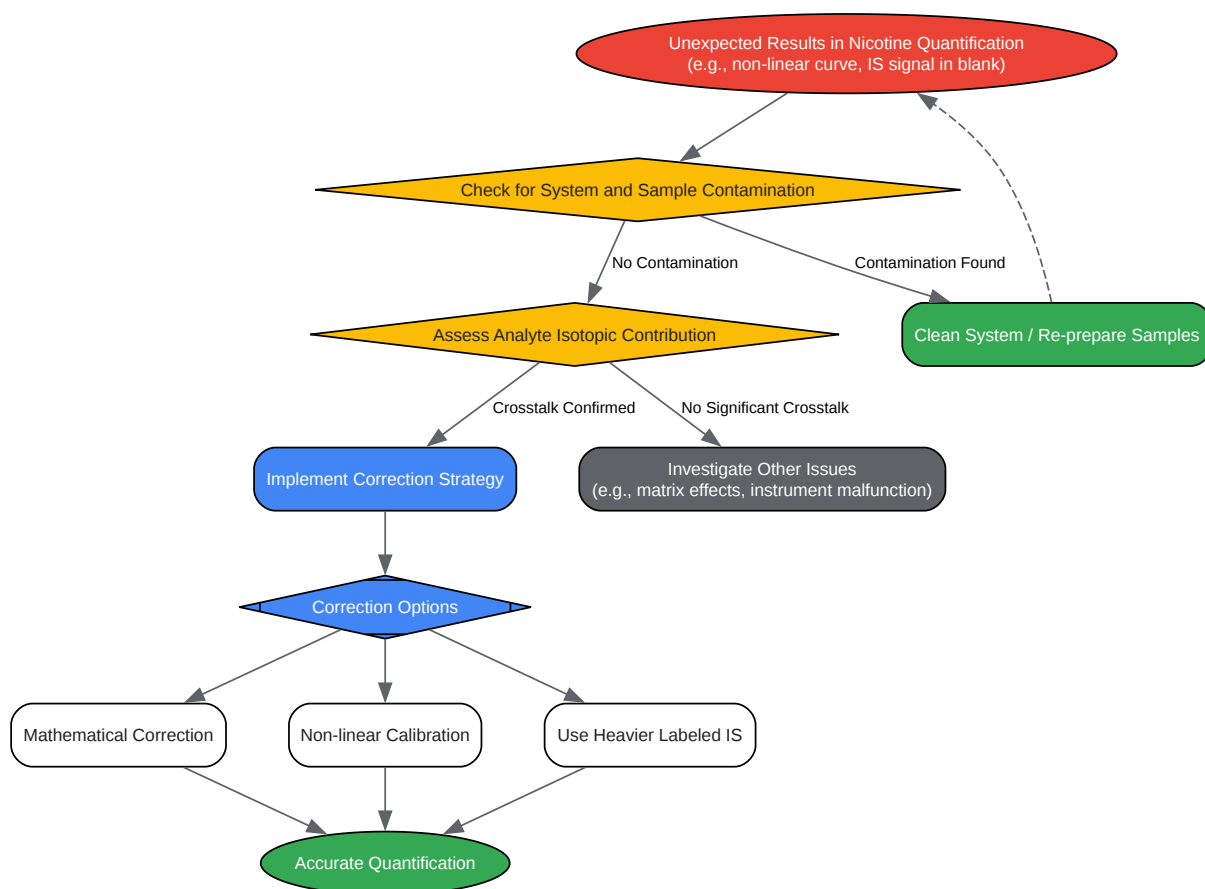 Unexpected Results in Nicotine Quantification
(e.g., non-linear curve, IS signal in blank)
Check for System and Sample Contamination
No Contamination
Contamination Found
Assess Analyte Isotopic Contribution
Clean System / Re-prepare Samples
Crosstalk Confirmed
No Significant Crosstalk
Implement Correction Strategy
Investigate Other Issues
(e.g., matrix effects, instrument malfunction)
Correction Options
Mathematical Correction
Non-linear Calibration
Use Heavier Labeled IS
Accurate Quantification